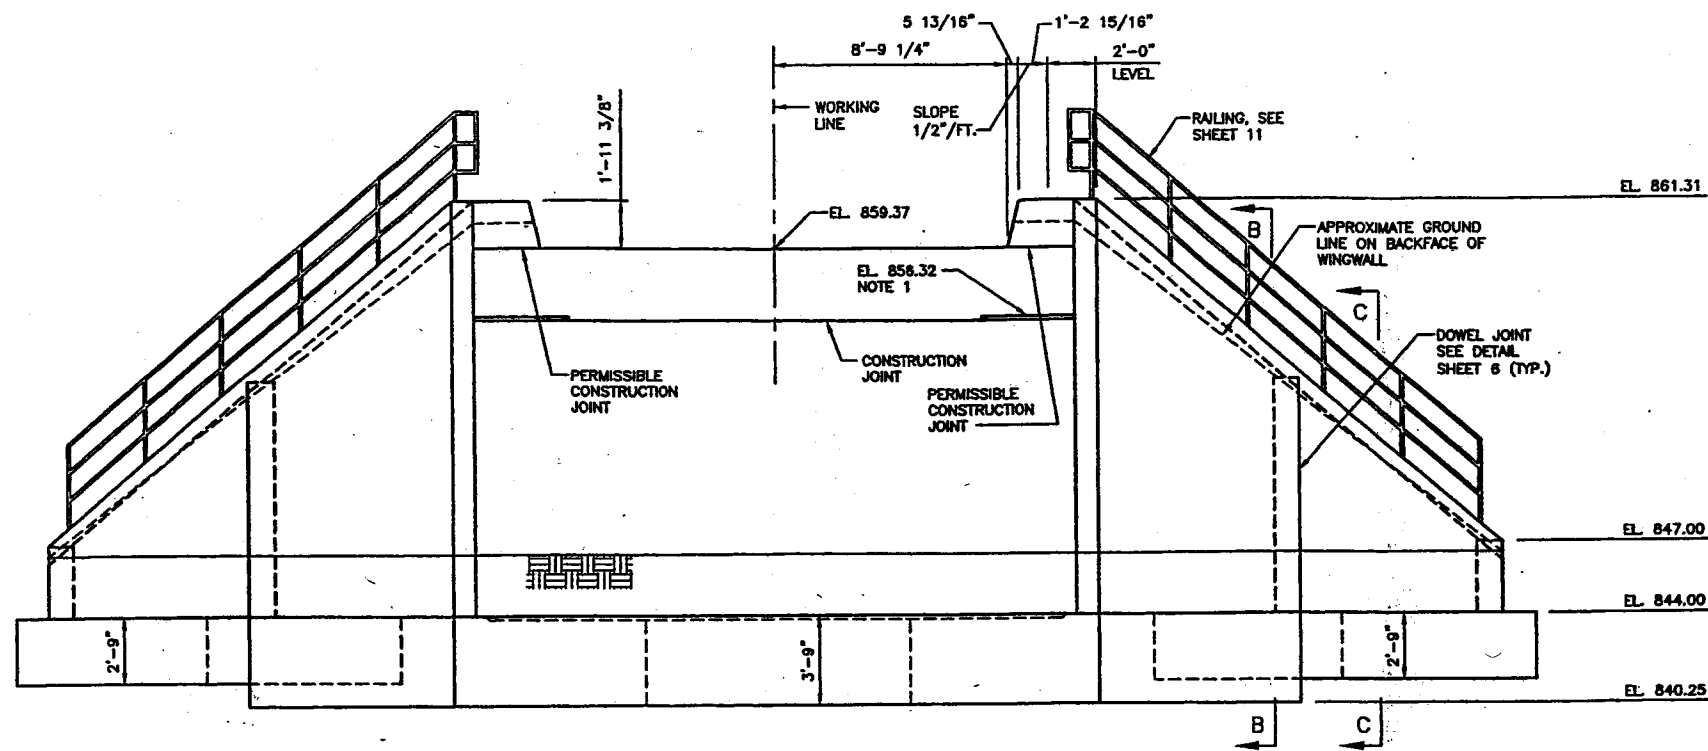 5 13/16"
1'-2 15/16"
8'-9 1/4"
2'-0"
LEVEL
1'-11 3/8"
WORKING
LINE
SLOPE
1/2"/FT.
RAILING, SEE
SHEET 11
EL. 861.31
EL. 859.37
B
APPROXIMATE GROUND
LINE ON BACKFACE OF
WINGWALL
EL. 856.32
NOTE 1
C
DOWEL JOINT
SEE DETAIL
SHEET 6 (TYP.)
CONSTRUCTION
JOINT
PERMISSIBLE
CONSTRUCTION
JOINT
PERMISSIBLE
CONSTRUCTION
JOINT
EL. 847.00
EL. 844.00
2'-9"
3'-9"
2'-9"
EL. 840.25
B
C